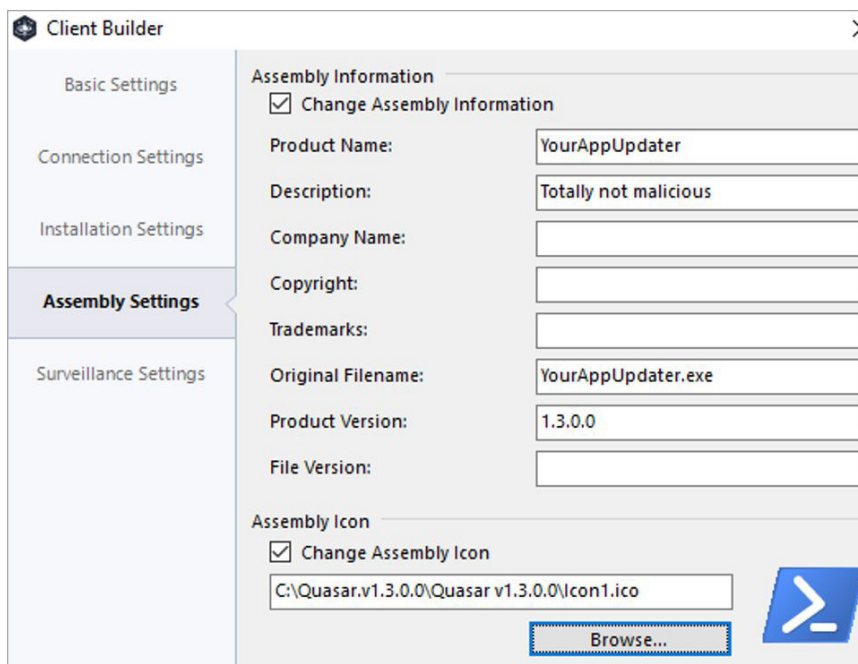 Client Builder
Basic Settings
Connection Settings
Installation Settings
Assembly Settings
Surveillance Settings
Assembly Information
Change Assembly Information
Product Name: YourAppUpdater
Description: Totally not malicious
Company Name:
Copyright:
Trademarks:
Original Filename: YourAppUpdater.exe
Product Version: 1.3.0.0
File Version:
Assembly Icon
Change Assembly Icon
C:\Quasar.v1.3.0.0\Quasar v1.3.0.0\Icon1.ico
Browse...